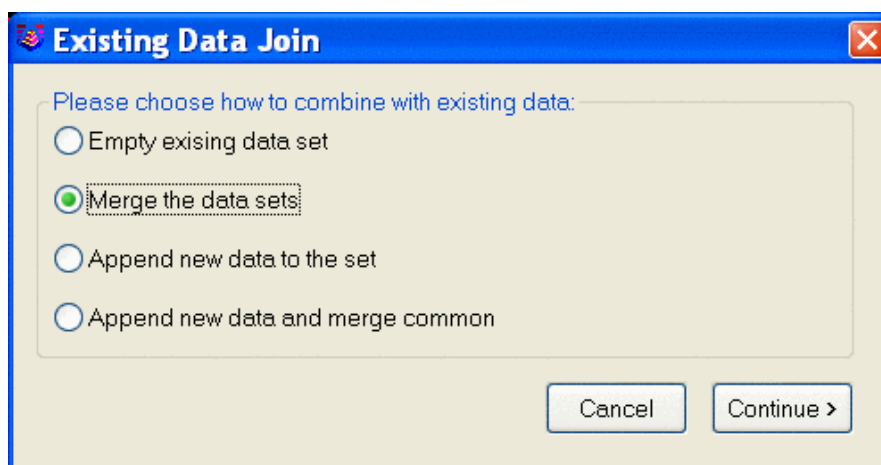 Existing Data Join
Please choose how to combine with existing data:
Empty exising data set
Merge the data sets
Append new data to the set
Append new data and merge common
Cancel
Continue >